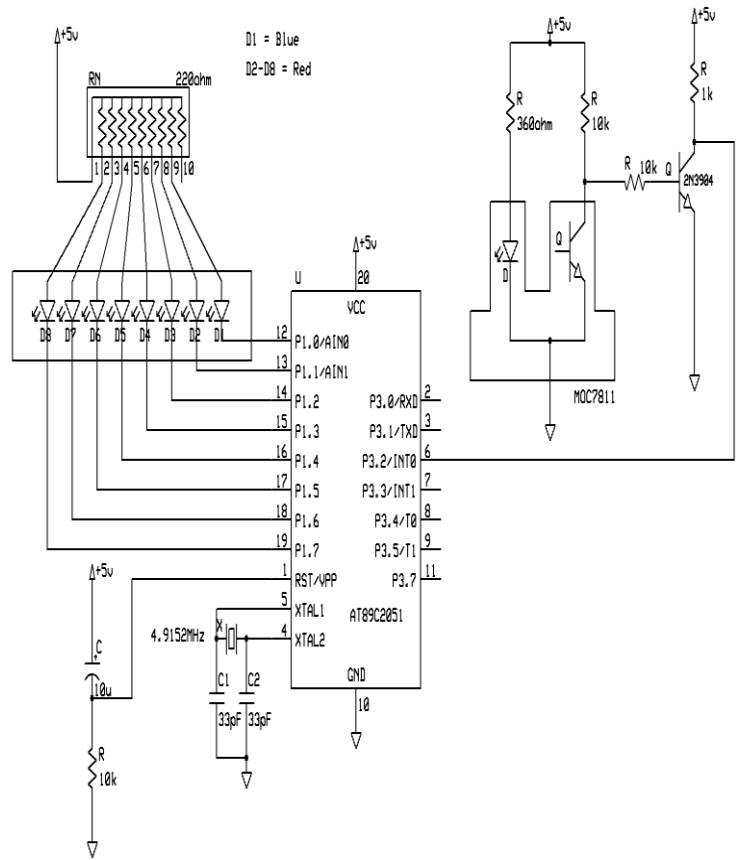 +5v
D1 = Blue
D2-D8 = Red
RN 220ohm
1 2 3 4 5 6 7 8 9 10
D8 D7 D6 D5 D4 D3 D2 D1
+5v
R
360ohm
R
10k
+5v
R
1k
R 10k
Q
2N3904
D
Q
MOC7811
+5v
U
20
VCC
12 P1.0/AIN0
13 P1.1/AIN1
14 P1.2
15 P1.3
16 P1.4
17 P1.5
18 P1.6
19 P1.7
1 RST/VPP
5 XTAL1
4 XTAL2
P3.0/RXD 2
P3.1/TXD 3
P3.2/INT0 6
P3.3/INT1 7
P3.4/T0 8
P3.5/T1 9
P3.7 11
AT89C2051
GND
10
+5v
C
+
10u
R
10k
4.9152MHz
X
C1 C2
33pF 33pF